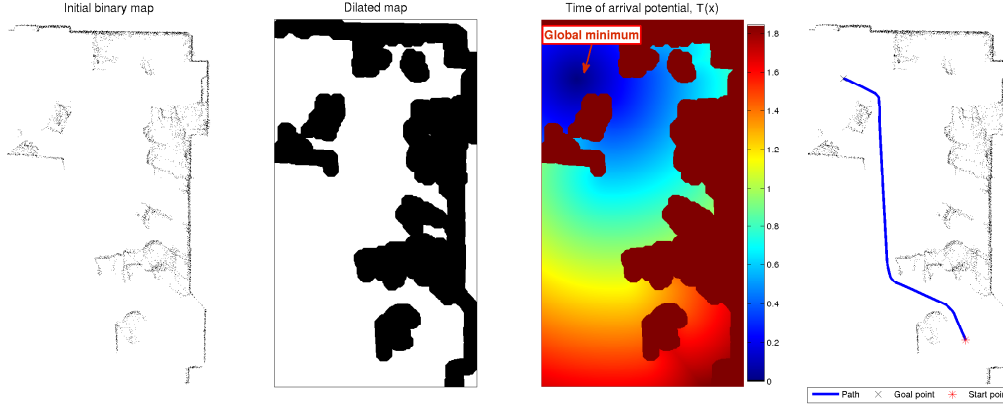 Initial binary map
Dilated map
Time of arrival potential, T(x)
Global minimum
1.8
1.6
1.4
1.2
1
0.8
0.6
0.4
0.2
0
Path
Goal point
Start poin